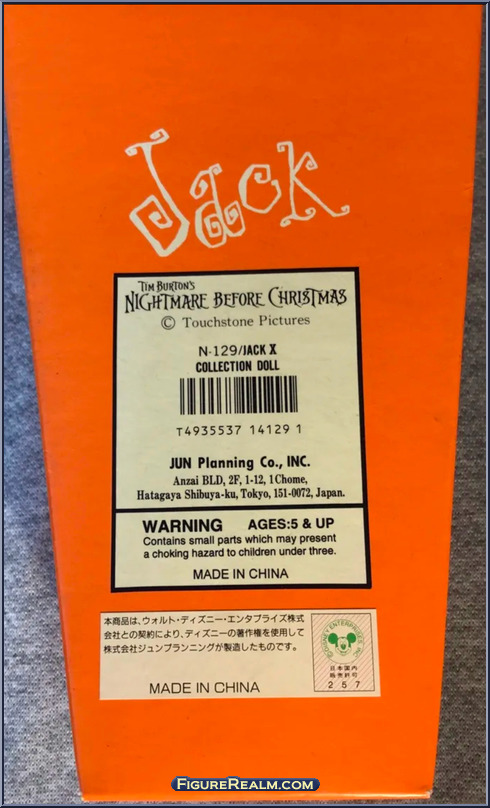 Jack
TIM BURTON'S
NIGHTMARE BEFORE CHRISTMAS
© Touchstone Pictures
N-129/JACK X
COLLECTION DOLL
T4935537 14129 1
JUN Planning Co., INC.
Anzai BLD, 2F, 1-12, 1Chome,
Hatagaya Shibuya-ku, Tokyo, 151-0072, Japan.
WARNING AGES:5 & UP
Contains small parts which may present
a choking hazard to children under three.
MADE IN CHINA
本商品は、ウォルト・ディズニー・エンタプライズ株式
会社との契約により、ディズニーの著作権を使用して
株式会社ジュンプランニングが製造したものです。
MADE IN CHINA
DISNEY ENTERPRISES, INC.
日本国内
販売許可
257
FIGUREREALM.COM